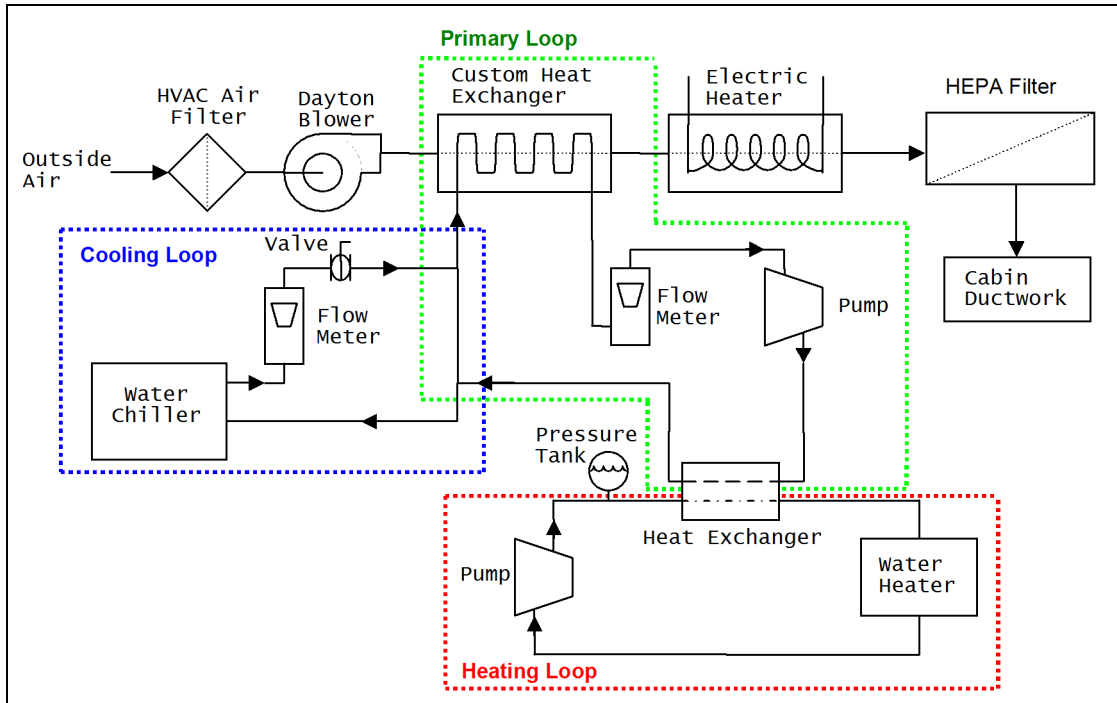 Primary Loop
Custom Heat
Exchanger
Electric
Heater
HEPA Filter
HVAC Air
Filter
Dayton
Blower
Outside
Air
Cooling Loop
Valve
Flow
Meter
Water
Chiller
Flow
Meter
Pump
Cabin
Ductwork
Pressure
Tank
Heat Exchanger
Pump
Water
Heater
Heating Loop